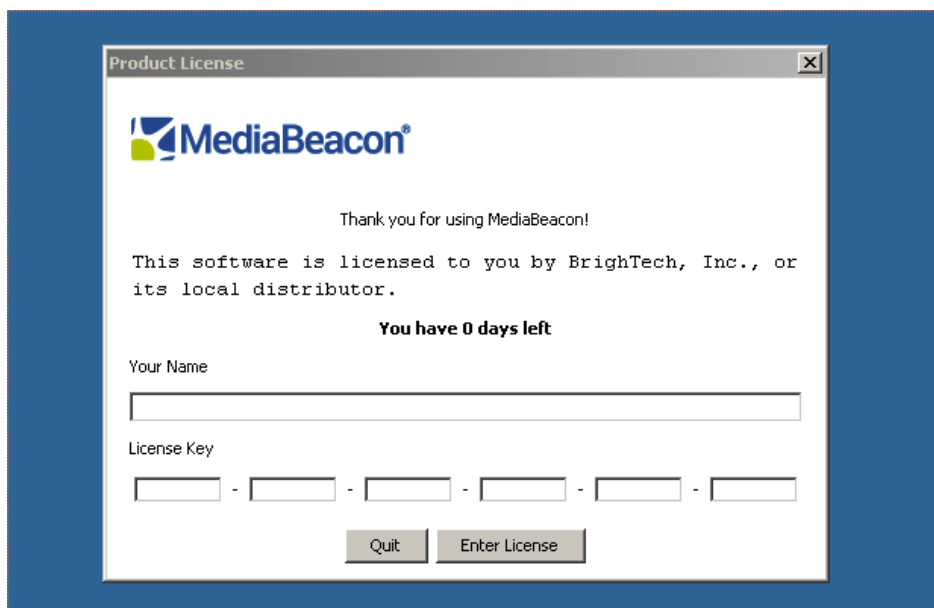 Product License
MediaBeacon®
Thank you for using MediaBeacon!
This software is licensed to you by BrighTech, Inc., or
its local distributor.
You have 0 days left
Your Name
License Key
- - - - -
Quit Enter License